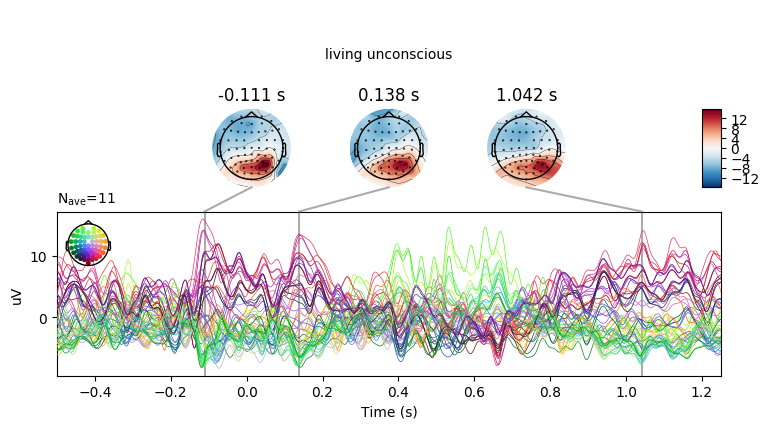 living unconscious
-0.111 s 0.138 s 1.042 s
12
8
4
0
−4
−8
−12
Nave=11
10
0
uV
−0.4 −0.2 0.0 0.2 0.4 0.6 0.8 1.0 1.2
Time (s)